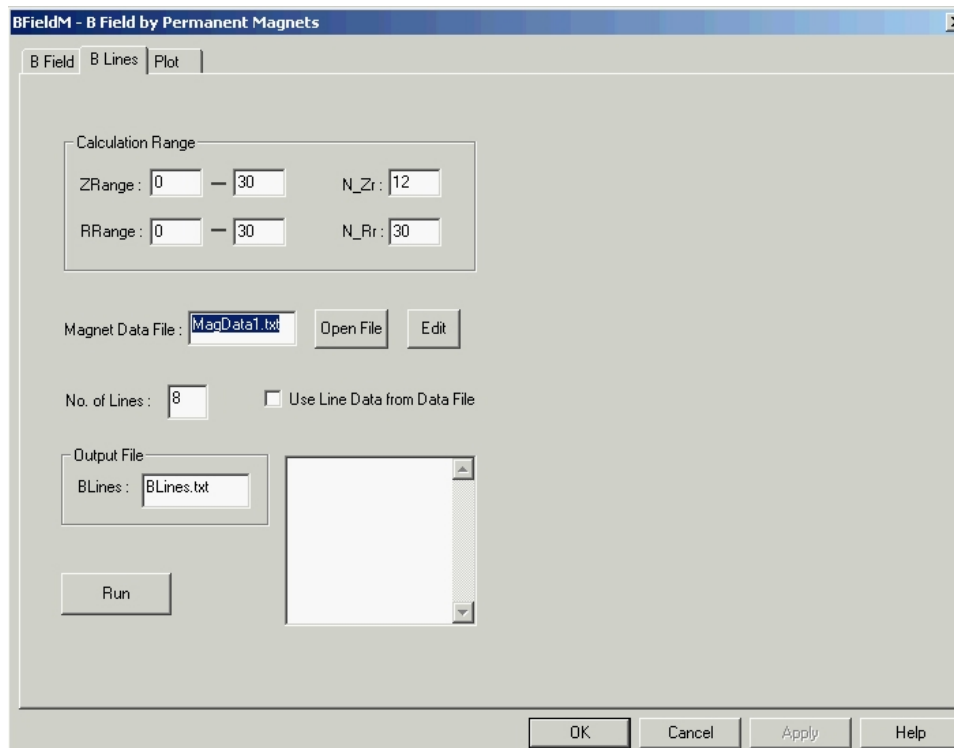 BFieldM - B Field by Permanent Magnets
B Field B Lines Plot
Calculation Range
ZRange : 0 — 30 N_Zr : 12
RRange : 0 — 30 N_Rr : 30
Magnet Data File : MagData1.txt Open File Edit
No. of Lines : 8 Use Line Data from Data File
Output File
BLines : BLines.txt
Run
OK Cancel Apply Help